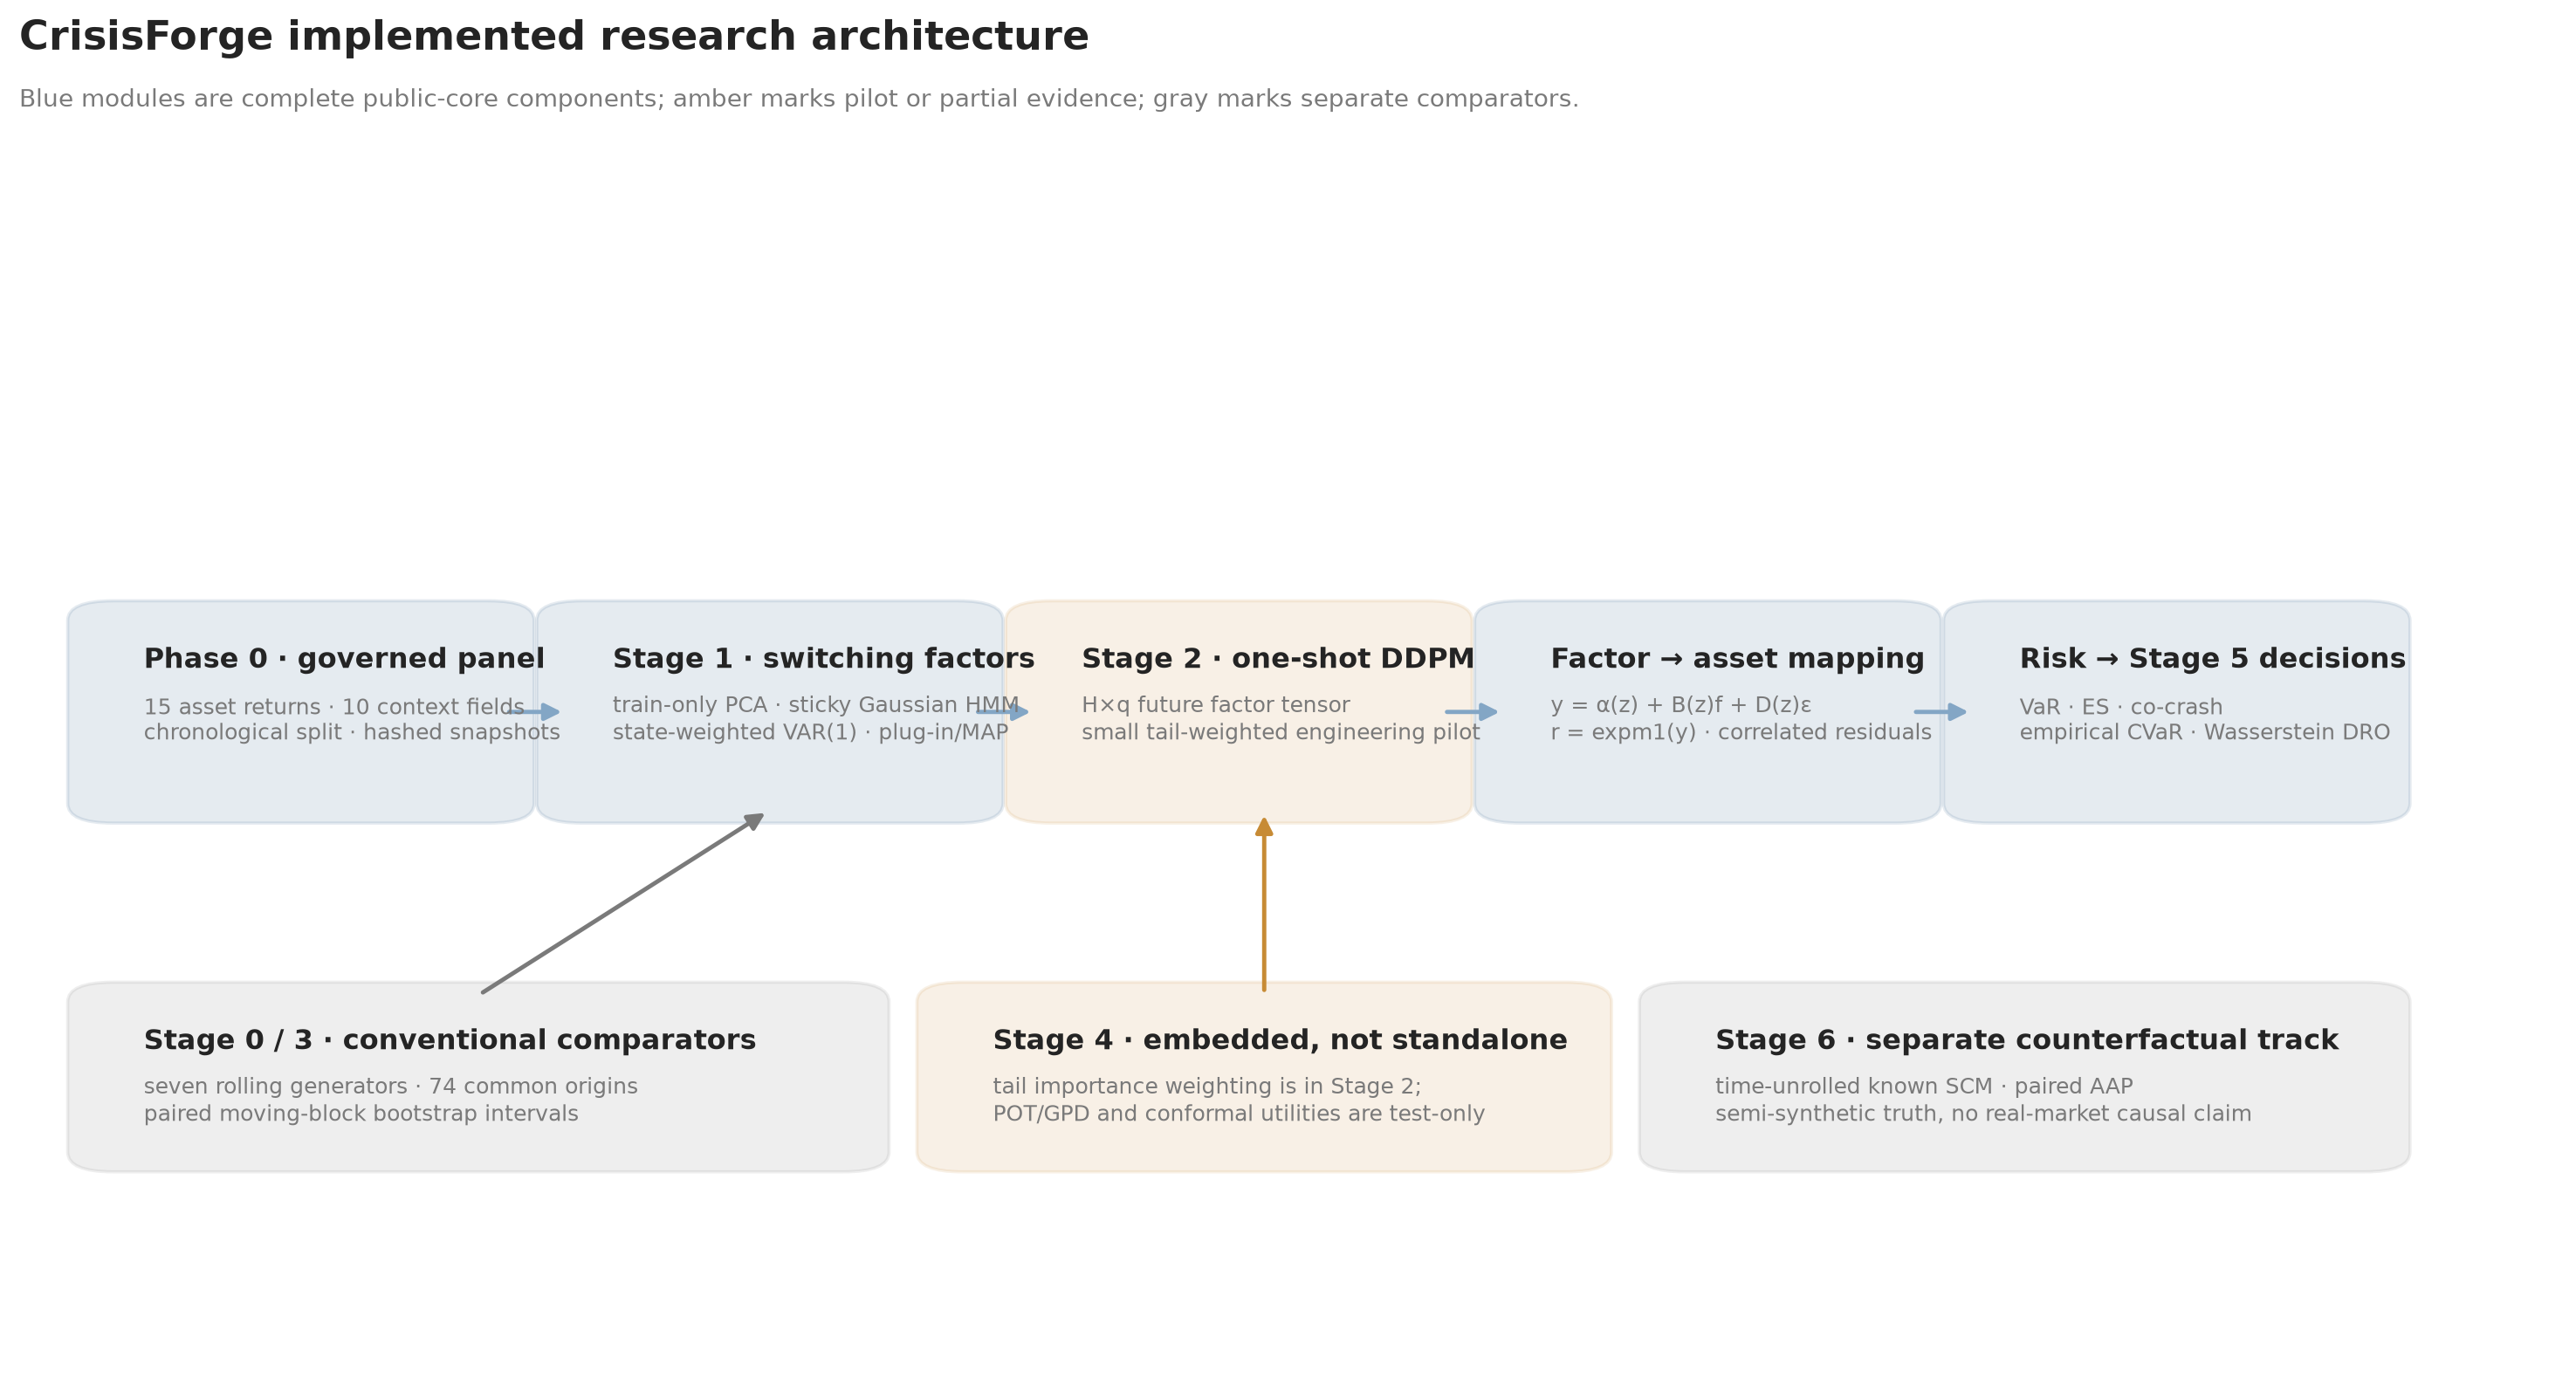 CrisisForge implemented research architecture
Blue modules are complete public-core components; amber marks pilot or partial evidence; gray marks separate comparators.
Phase 0 · governed panel
15 asset returns · 10 context fields
chronological split · hashed snapshots
Stage 1 · switching factors
train-only PCA · sticky Gaussian HMM
state-weighted VAR(1) · plug-in/MAP
Stage 2 · one-shot DDPM
H×q future factor tensor
small tail-weighted engineering pilot
Factor → asset mapping
y = α(z) + B(z)f + D(z)ε
r = expm1(y) · correlated residuals
Risk → Stage 5 decisions
VaR · ES · co-crash
empirical CVaR · Wasserstein DRO
Stage 0 / 3 · conventional comparators
seven rolling generators · 74 common origins
paired moving-block bootstrap intervals
Stage 4 · embedded, not standalone
tail importance weighting is in Stage 2;
POT/GPD and conformal utilities are test-only
Stage 6 · separate counterfactual track
time-unrolled known SCM · paired AAP
semi-synthetic truth, no real-market causal claim